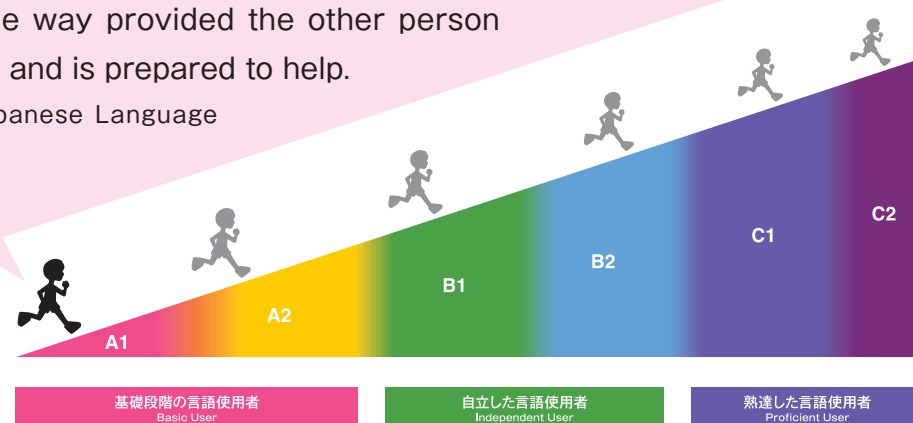 e way provided the other person
and is prepared to help.
panese Language
A1
A2
B1
B2
C1
C2
基礎段階の言語使用者
Basic User
自立した言語使用者
Independent User
熟達した言語使用者
Proficient User